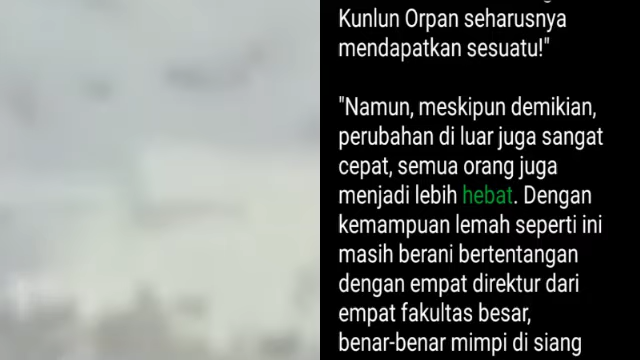 Kunlun Orpan seharusnya
mendapatkan sesuatu!"
"Namun, meskipun demikian,
perubahan di luar juga sangat
cepat, semua orang juga
menjadi lebih hebat. Dengan
kemampuan lemah seperti ini
masih berani bertentangan
dengan empat direktur dari
empat fakultas besar,
benar-benar mimpi di siang